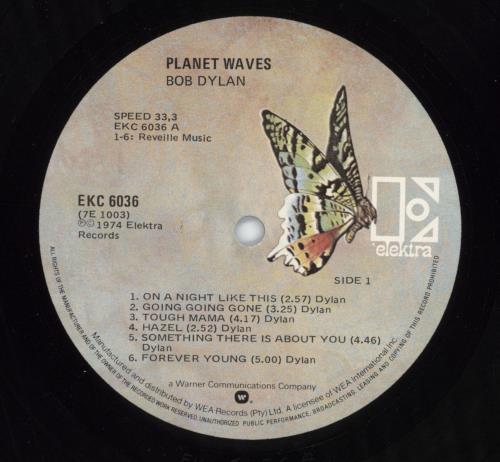 PLANET WAVES
BOB DYLAN
SPEED 33,3
EKC 6036 A
1-6: Reveille Music
EKC 6036
(7E 1003)
℗© 1974 Elektra
Records
elektra
SIDE 1
1. ON A NIGHT LIKE THIS (2.57) Dylan
2. GOING GOING GONE (3.25) Dylan
3. TOUGH MAMA (4.17) Dylan
4. HAZEL (2.52) Dylan
5. SOMETHING THERE IS ABOUT YOU (4.46)
Dylan
6. FOREVER YOUNG (5.00) Dylan
a Warner Communications Company
Manufactured and distributed by WEA Records (Pty) Ltd. A licensee of WEA International Inc.
ALL RIGHTS OF THE MANUFACTURER AND OF THE OWNER OF THE RECORDED WORK RESERVED. UNAUTHORIZED PUBLIC PERFORMANCE, BROADCASTING, LEASING AND COPYING OF THIS RECORD PROHIBITED